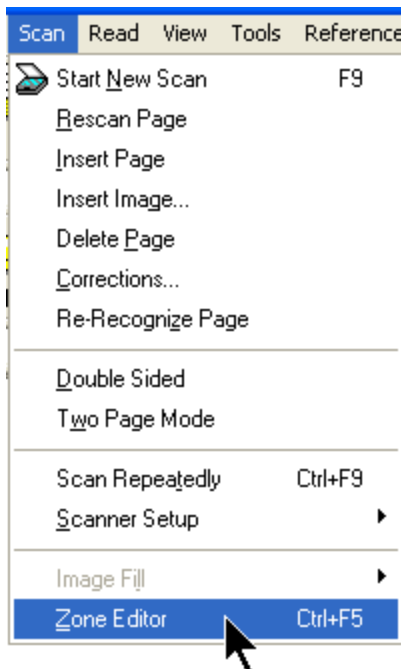 Scan Read View Tools Reference
Start New Scan F9
Rescan Page
Insert Page
Insert Image...
Delete Page
Corrections...
Re-Recognize Page
Double Sided
Two Page Mode
Scan Repeatedly Ctrl+F9
Scanner Setup
Image Fill
Zone Editor Ctrl+F5